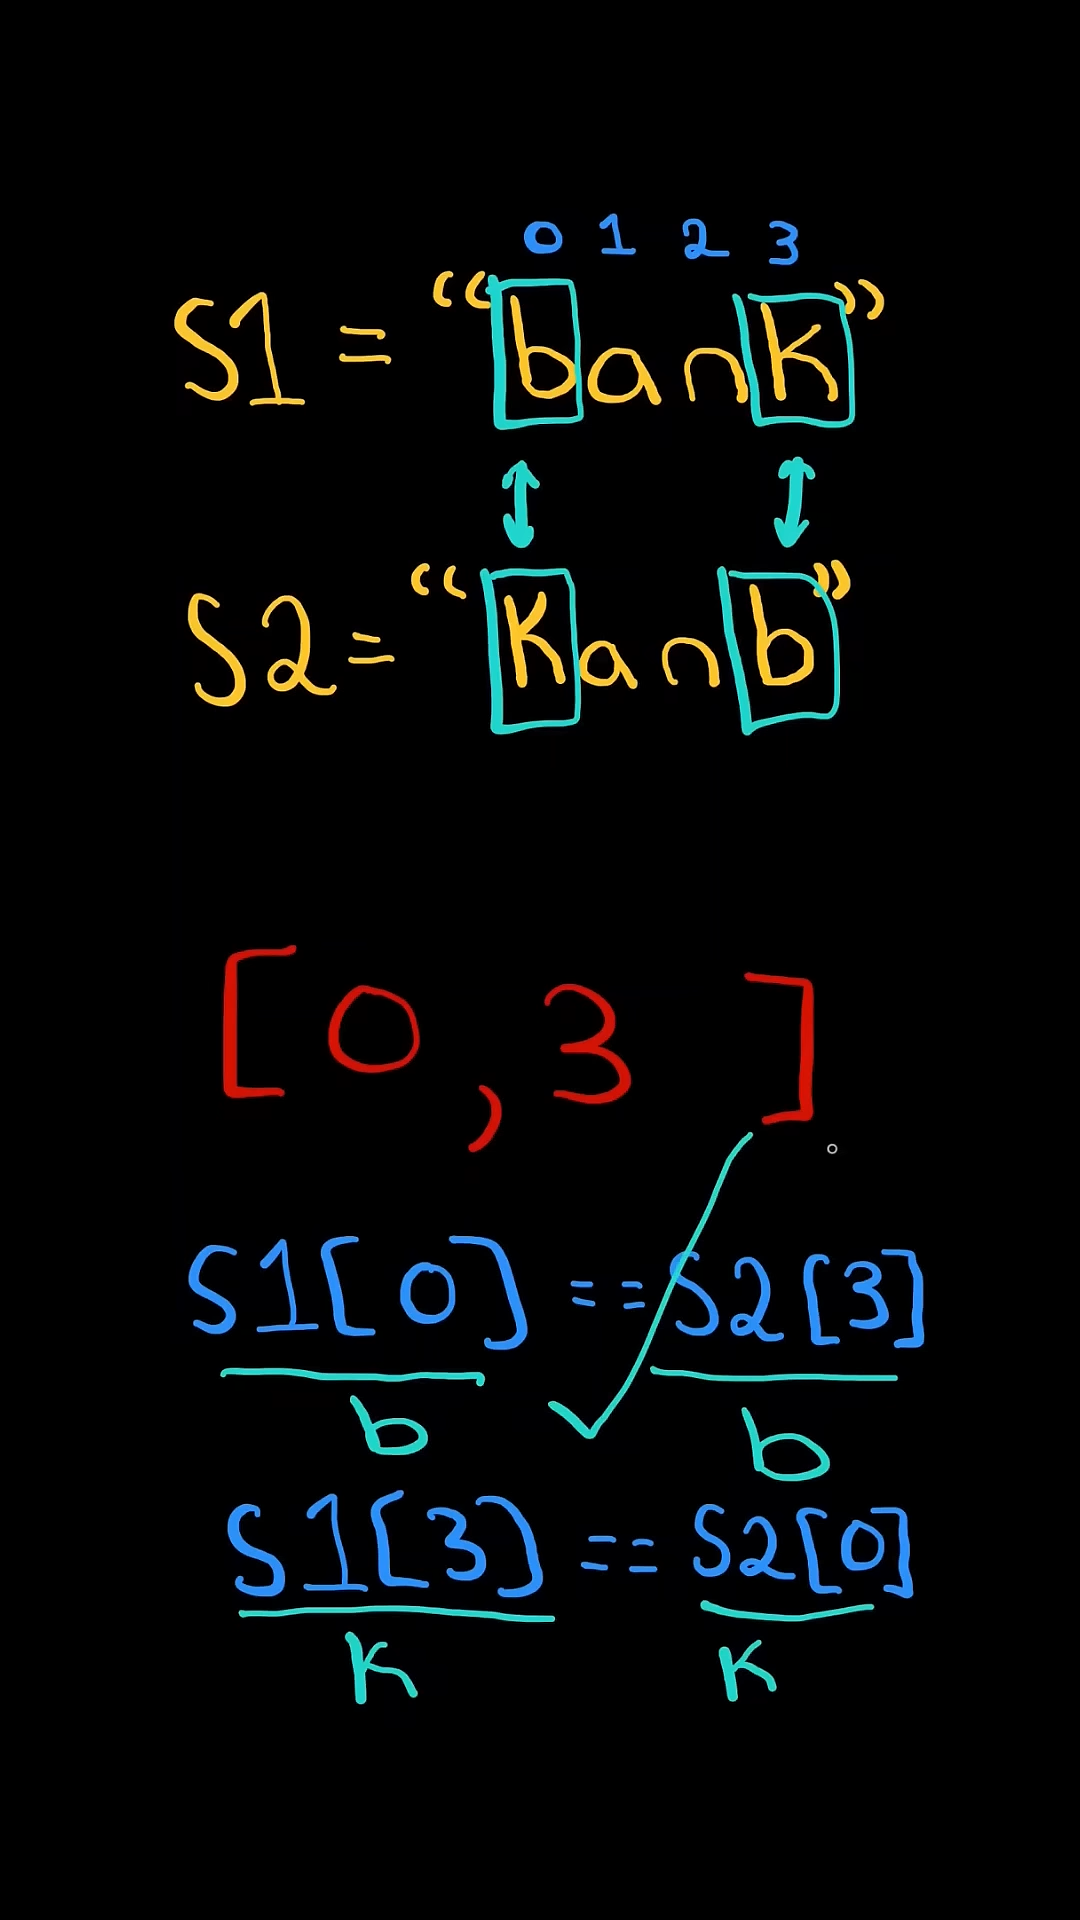 0 1 2 3
S1 = "bank"
S2 = "kanb"
[0,3]
S1[0] == S2[3]
b b
S1[3] == S2[0]
k k